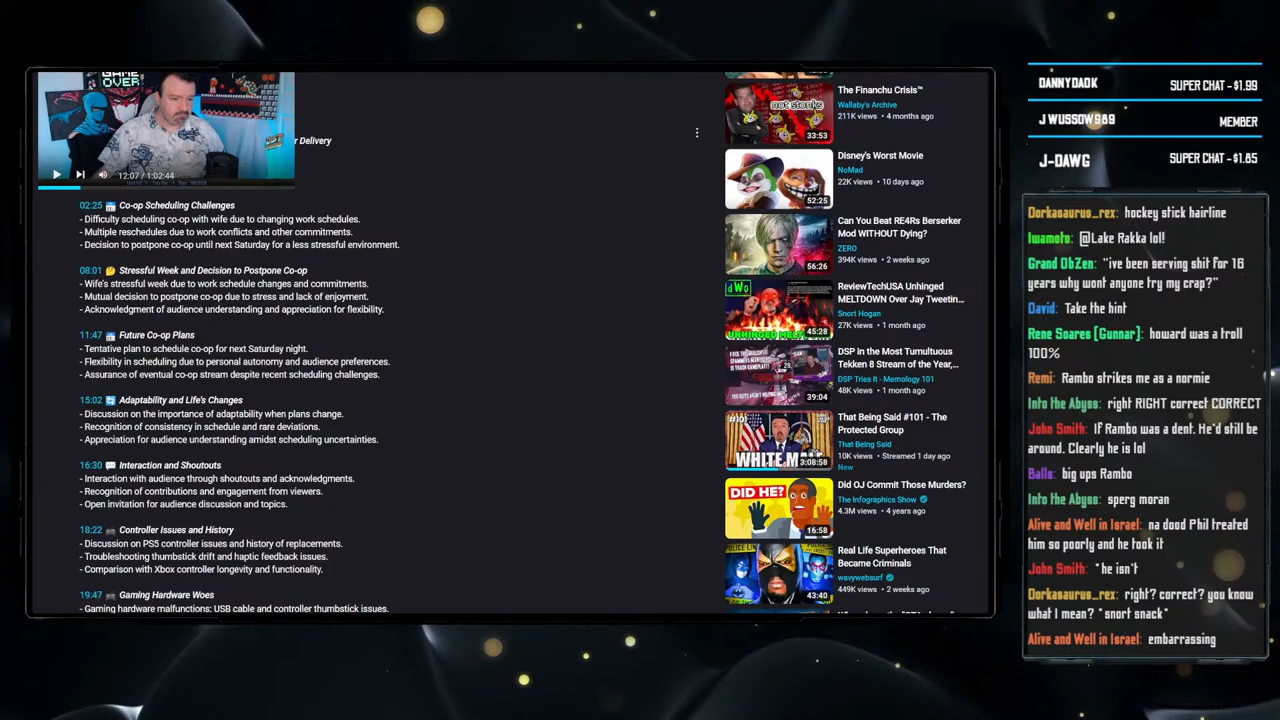 GAME
OVER
r Delivery
12:07 / 1:02:44
02:25 Co-op Scheduling Challenges
- Difficulty scheduling co-op with wife due to changing work schedules.
- Multiple reschedules due to work conflicts and other commitments.
- Decision to postpone co-op until next Saturday for a less stressful environment.
08:01 Stressful Week and Decision to Postpone Co-op
- Wife's stressful week due to work schedule changes and commitments.
- Mutual decision to postpone co-op due to stress and lack of enjoyment.
- Acknowledgment of audience understanding and appreciation for flexibility.
11:47 Future Co-op Plans
- Tentative plan to schedule co-op for next Saturday night.
- Flexibility in scheduling due to personal autonomy and audience preferences.
- Assurance of eventual co-op stream despite recent scheduling challenges.
15:02 Adaptability and Life's Changes
- Discussion on the importance of adaptability when plans change.
- Recognition of consistency in schedule and rare deviations.
- Appreciation for audience understanding amidst scheduling uncertainties.
16:30 Interaction and Shoutouts
- Interaction with audience through shoutouts and acknowledgments.
- Recognition of contributions and engagement from viewers.
- Open invitation for audience discussion and topics.
18:22 Controller Issues and History
- Discussion on PS5 controller issues and history of replacements.
- Troubleshooting thumbstick drift and haptic feedback issues.
- Comparison with Xbox controller longevity and functionality.
19:47 Gaming Hardware Woes
- Gaming hardware malfunctions: USB cable and controller thumbstick issues.
not stonks
33:53
The Financhu Crisis™
Wallaby's Archive
211K views • 4 months ago
52:25
Disney's Worst Movie
NoMad
22K views • 10 days ago
56:26
Can You Beat RE4Rs Berserker
Mod WITHOUT Dying?
ZERO
394K views • 2 weeks ago
UNHINGED MELT
45:28
ReviewTechUSA Unhinged
MELTDOWN Over Jay Tweetin...
Snort Hogan
27K views • 1 month ago
39:04
DSP in the Most Tumultuous
Tekken 8 Stream of the Year,...
DSP Tries It - Memology 101
48K views • 1 month ago
#101
WHITE M
3:08:58
That Being Said #101 - The
Protected Group
That Being Said
10K views • Streamed 1 day ago
New
DID HE?
16:58
Did OJ Commit Those Murders?
The Infographics Show
4.3M views • 4 years ago
43:40
Real Life Superheroes That
Became Criminals
wavywebsurf
449K views • 2 weeks ago
DANNYDADK SUPER CHAT - $1.99
J WUSSOW989 MEMBER
J-DAWG SUPER CHAT - $1.85
Dorkasaurus_rex: hockey stick hairline
Iwamoto: @Lake Rakka lol!
Grand ObZen: "ive been serving shit for 16
years why wont anyone try my crap?"
David: Take the hint
Rene Soares [Gunnar]: howard was a troll
100%
Remi: Rambo strikes me as a normie
Into the Abyss: right RIGHT correct CORRECT
John Smith: If Rambo was a dent. He'd still be
around. Clearly he is lol
Balls: big ups Rambo
Into the Abyss: sperg moran
Alive and Well in Israel: na dood Phil treated
him so poorly and he took it
John Smith: *he isn't
Dorkasaurus_rex: right? correct? you know
what I mean? *snort snack*
Alive and Well in Israel: embarrassing